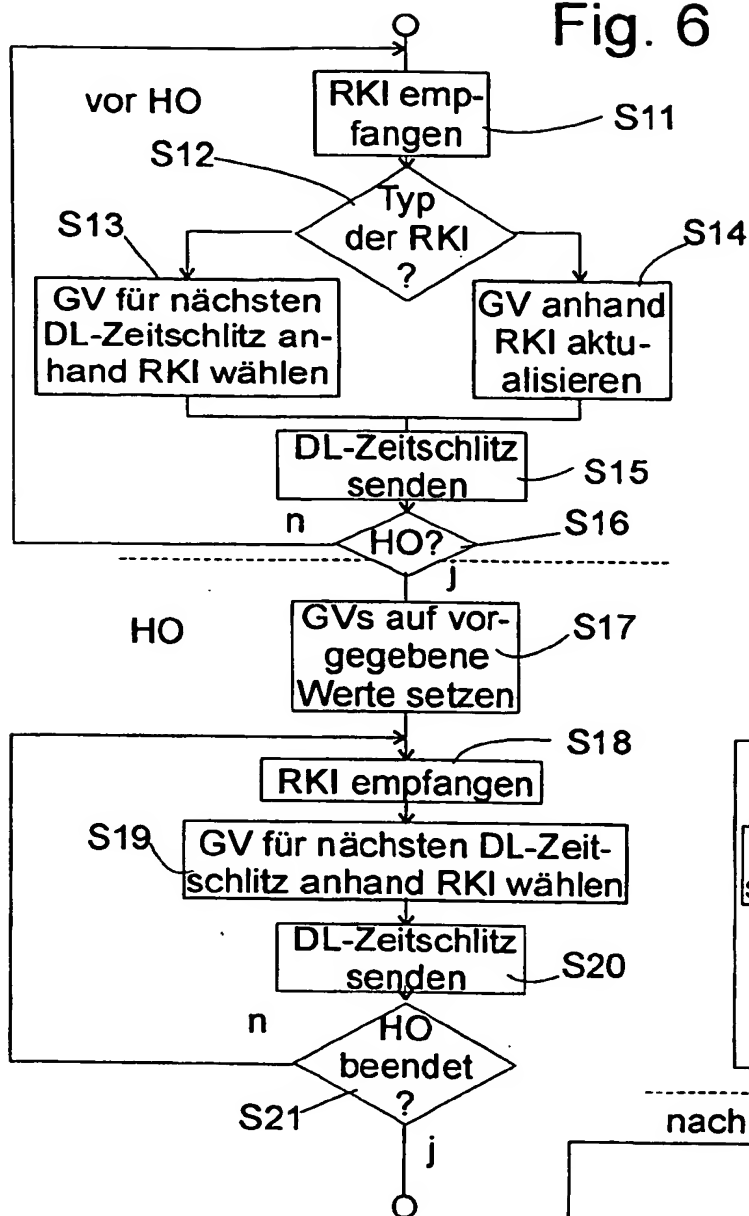 Fig. 6
vor HO
RKI emp-
fangen
S11
S12
Typ
der RKI
?
S13
S14
GV für nächsten
DL-Zeitschlitz an-
hand RKI wählen
GV anhand
RKI aktu-
alisieren
DL-Zeitschlitz
senden
S15
n
HO?
S16
j
HO
GVs auf vor-
gegebene
Werte setzen
S17
S18
RKI empfangen
S19
GV für nächsten DL-Zeit-
schlitz anhand RKI wählen
DL-Zeitschlitz
senden
S20
n
HO
beendet
?
S21
j
s
nach